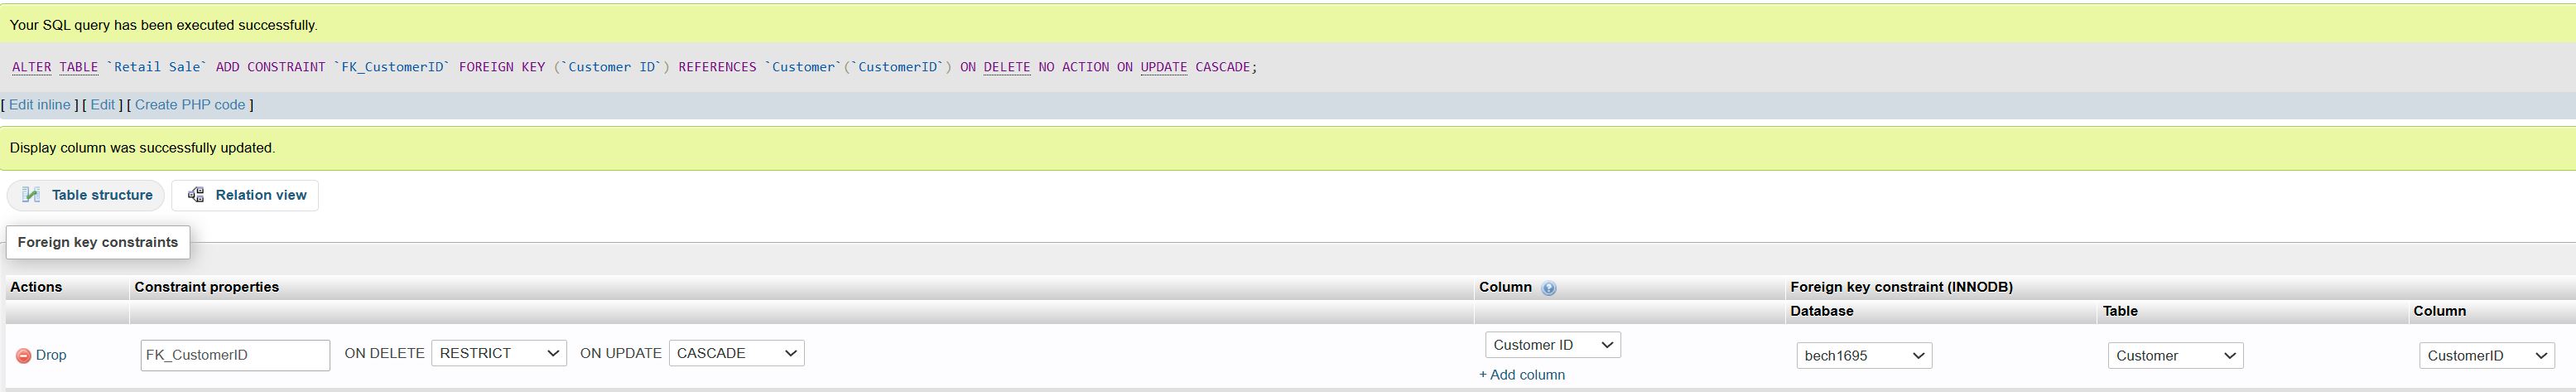 Your SQL query has been executed successfully.
ALTER TABLE `Retail Sale` ADD CONSTRAINT `FK_CustomerID` FOREIGN KEY (`Customer ID`) REFERENCES `Customer`(`CustomerID`) ON DELETE NO ACTION ON UPDATE CASCADE;
[ Edit inline ] [ Edit ] [ Create PHP code ]
Display column was successfully updated.
Table structure Relation view
Foreign key constraints
Actions Constraint properties Column Foreign key constraint (INNODB)
Database Table Column
Drop FK_CustomerID ON DELETE RESTRICT ON UPDATE CASCADE Customer ID bech1695 Customer CustomerID
+ Add column